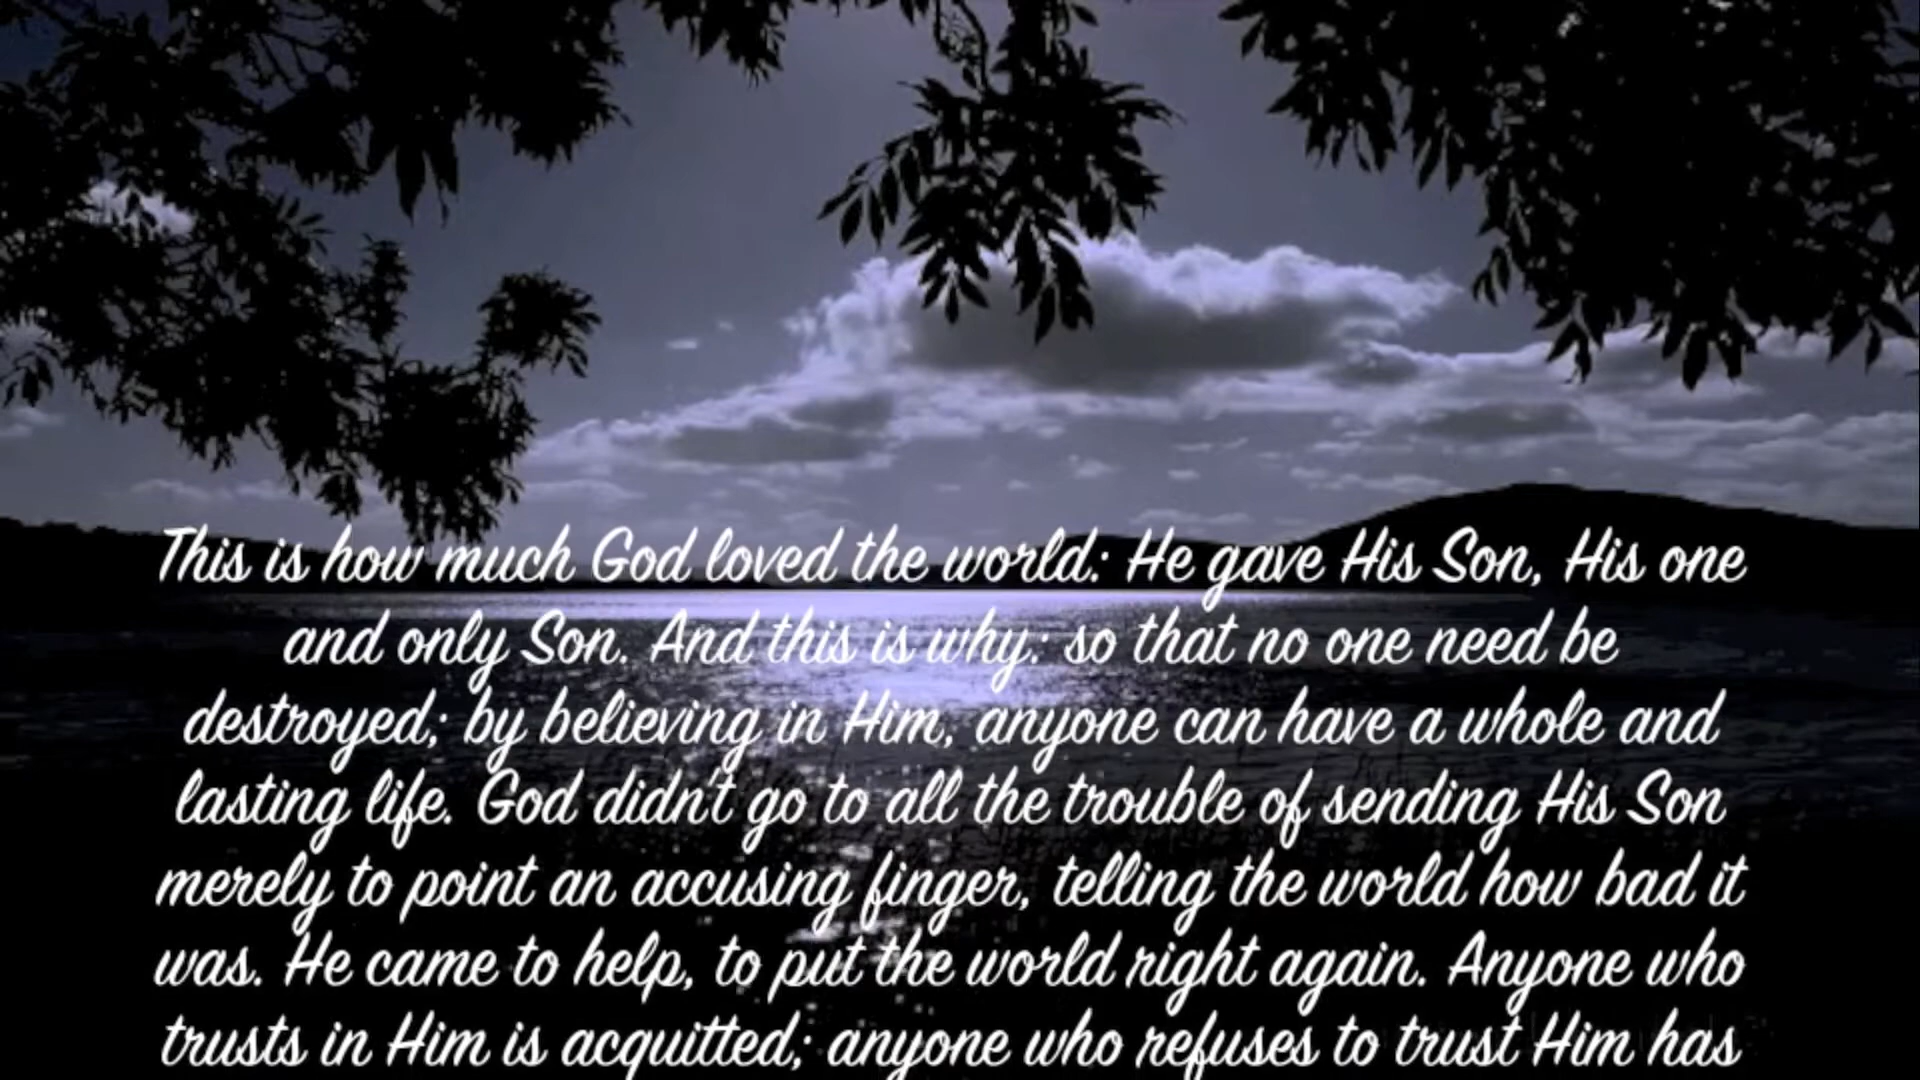 This is how much God loved the world: He gave His Son, His one
and only Son. And this is why: so that no one need be
destroyed; by believing in Him, anyone can have a whole and
lasting life. God didn't go to all the trouble of sending His Son
merely to point an accusing finger, telling the world how bad it
was. He came to help, to put the world right again. Anyone who
trusts in Him is acquitted; anyone who refuses to trust Him has